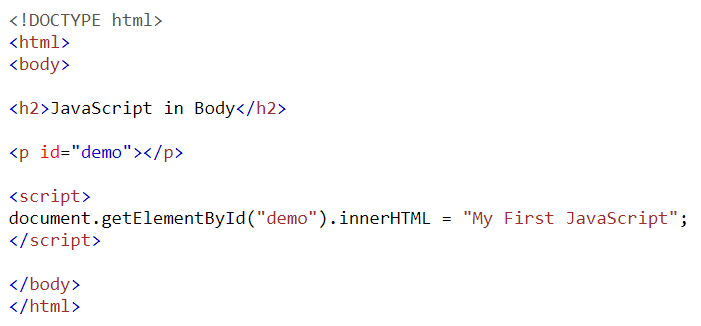 <!DOCTYPE html>
<html>
<body>
<h2>JavaScript in Body</h2>
<p id="demo"></p>
<script>
document.getElementById("demo").innerHTML = "My First JavaScript";
</script>
</body>
</html>